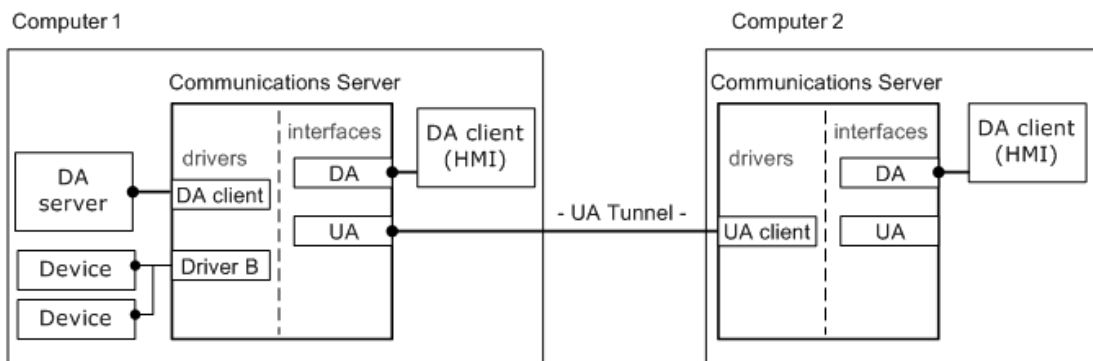 Computer 1
Computer 2
Communications Server
Communications Server
interfaces
drivers
DA client
(HMI)
DA
server
DA client
DA
UA
Driver B
Device
Device
- UA Tunnel -
drivers
interfaces
DA
UA client
UA
DA client
(HMI)